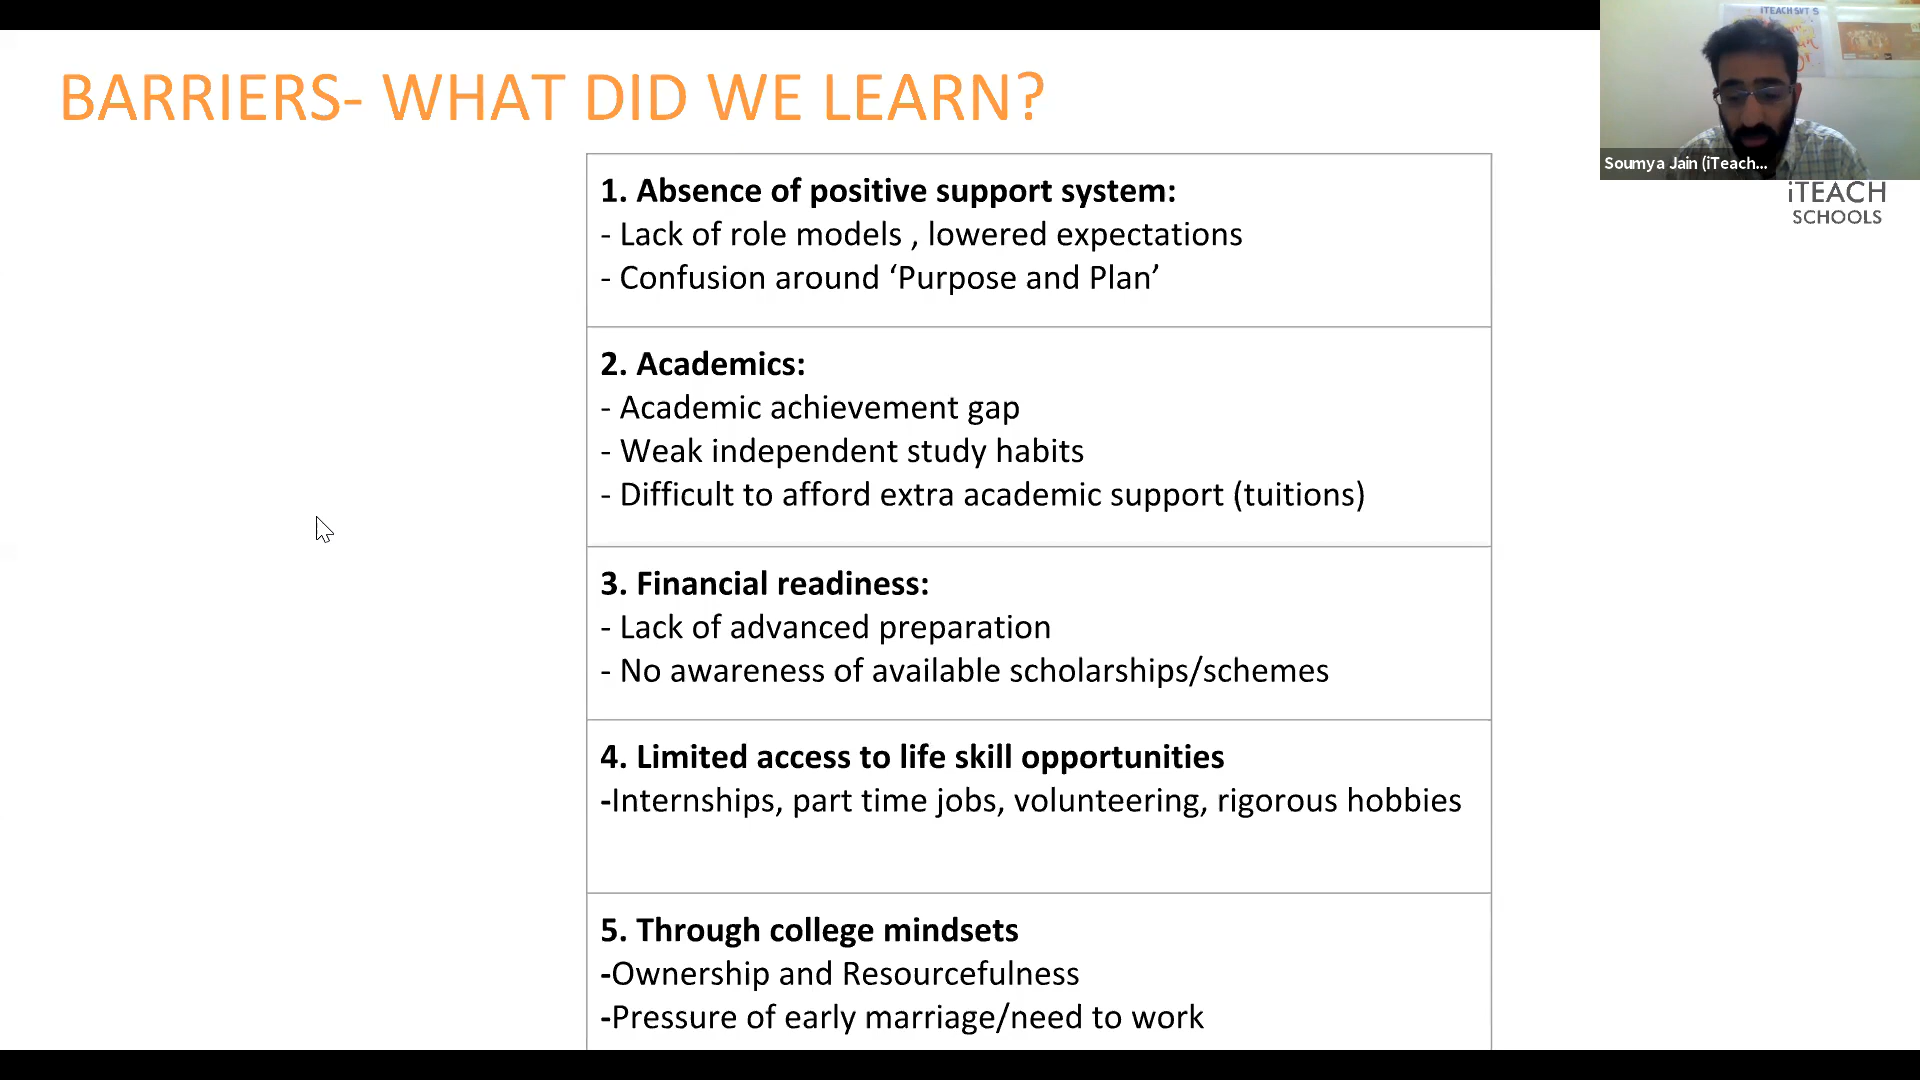 BARRIERS- WHAT DID WE LEARN?
1. Absence of positive support system:
- Lack of role models , lowered expectations
- Confusion around ‘Purpose and Plan’
2. Academics:
- Academic achievement gap
- Weak independent study habits
- Difficult to afford extra academic support (tuitions)
3. Financial readiness:
- Lack of advanced preparation
- No awareness of available scholarships/schemes
4. Limited access to life skill opportunities
-Internships, part time jobs, volunteering, rigorous hobbies
5. Through college mindsets
-Ownership and Resourcefulness
-Pressure of early marriage/need to work
iTEACH SVT S
Soumya Jain (iTeach...
iTEACH
SCHOOLS